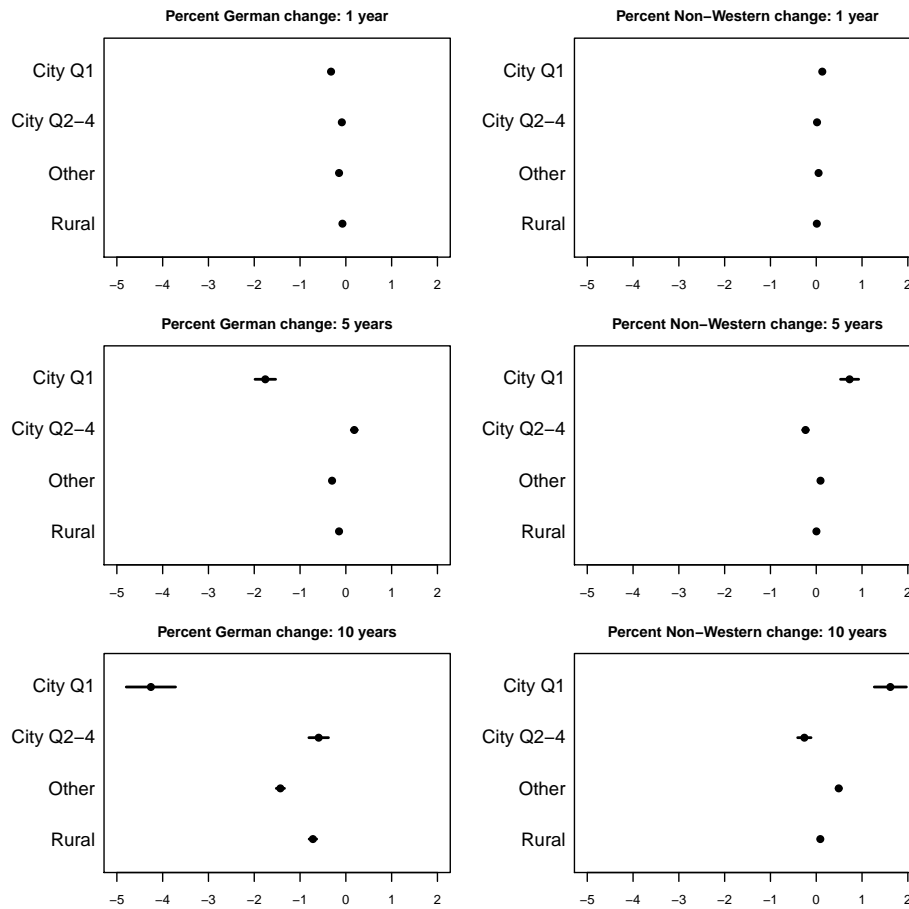 Percent German change: 1 year
City Q1
City Q2−4
Other
Rural
−5 −4 −3 −2 −1 0 1 2
Percent Non−Western change: 1 year
City Q1
City Q2−4
Other
Rural
−5 −4 −3 −2 −1 0 1 2
Percent German change: 5 years
City Q1
City Q2−4
Other
Rural
−5 −4 −3 −2 −1 0 1 2
Percent Non−Western change: 5 years
City Q1
City Q2−4
Other
Rural
−5 −4 −3 −2 −1 0 1 2
Percent German change: 10 years
City Q1
City Q2−4
Other
Rural
−5 −4 −3 −2 −1 0 1 2
Percent Non−Western change: 10 years
City Q1
City Q2−4
Other
Rural
−5 −4 −3 −2 −1 0 1 2